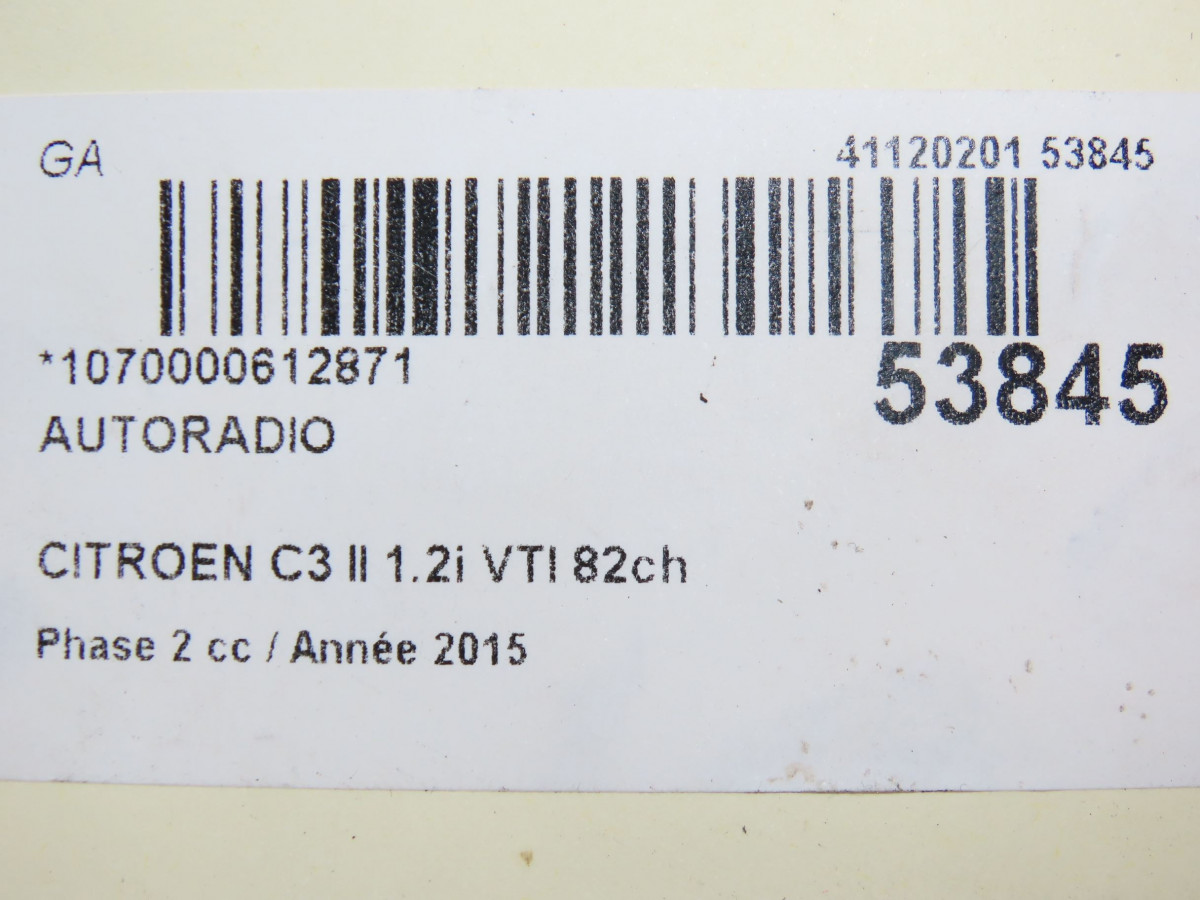 GA
41120201 53845
*1070000612871
53845
AUTORADIO
CITROEN C3 II 1.2i VTI 82ch
Phase 2 cc / Année 2015